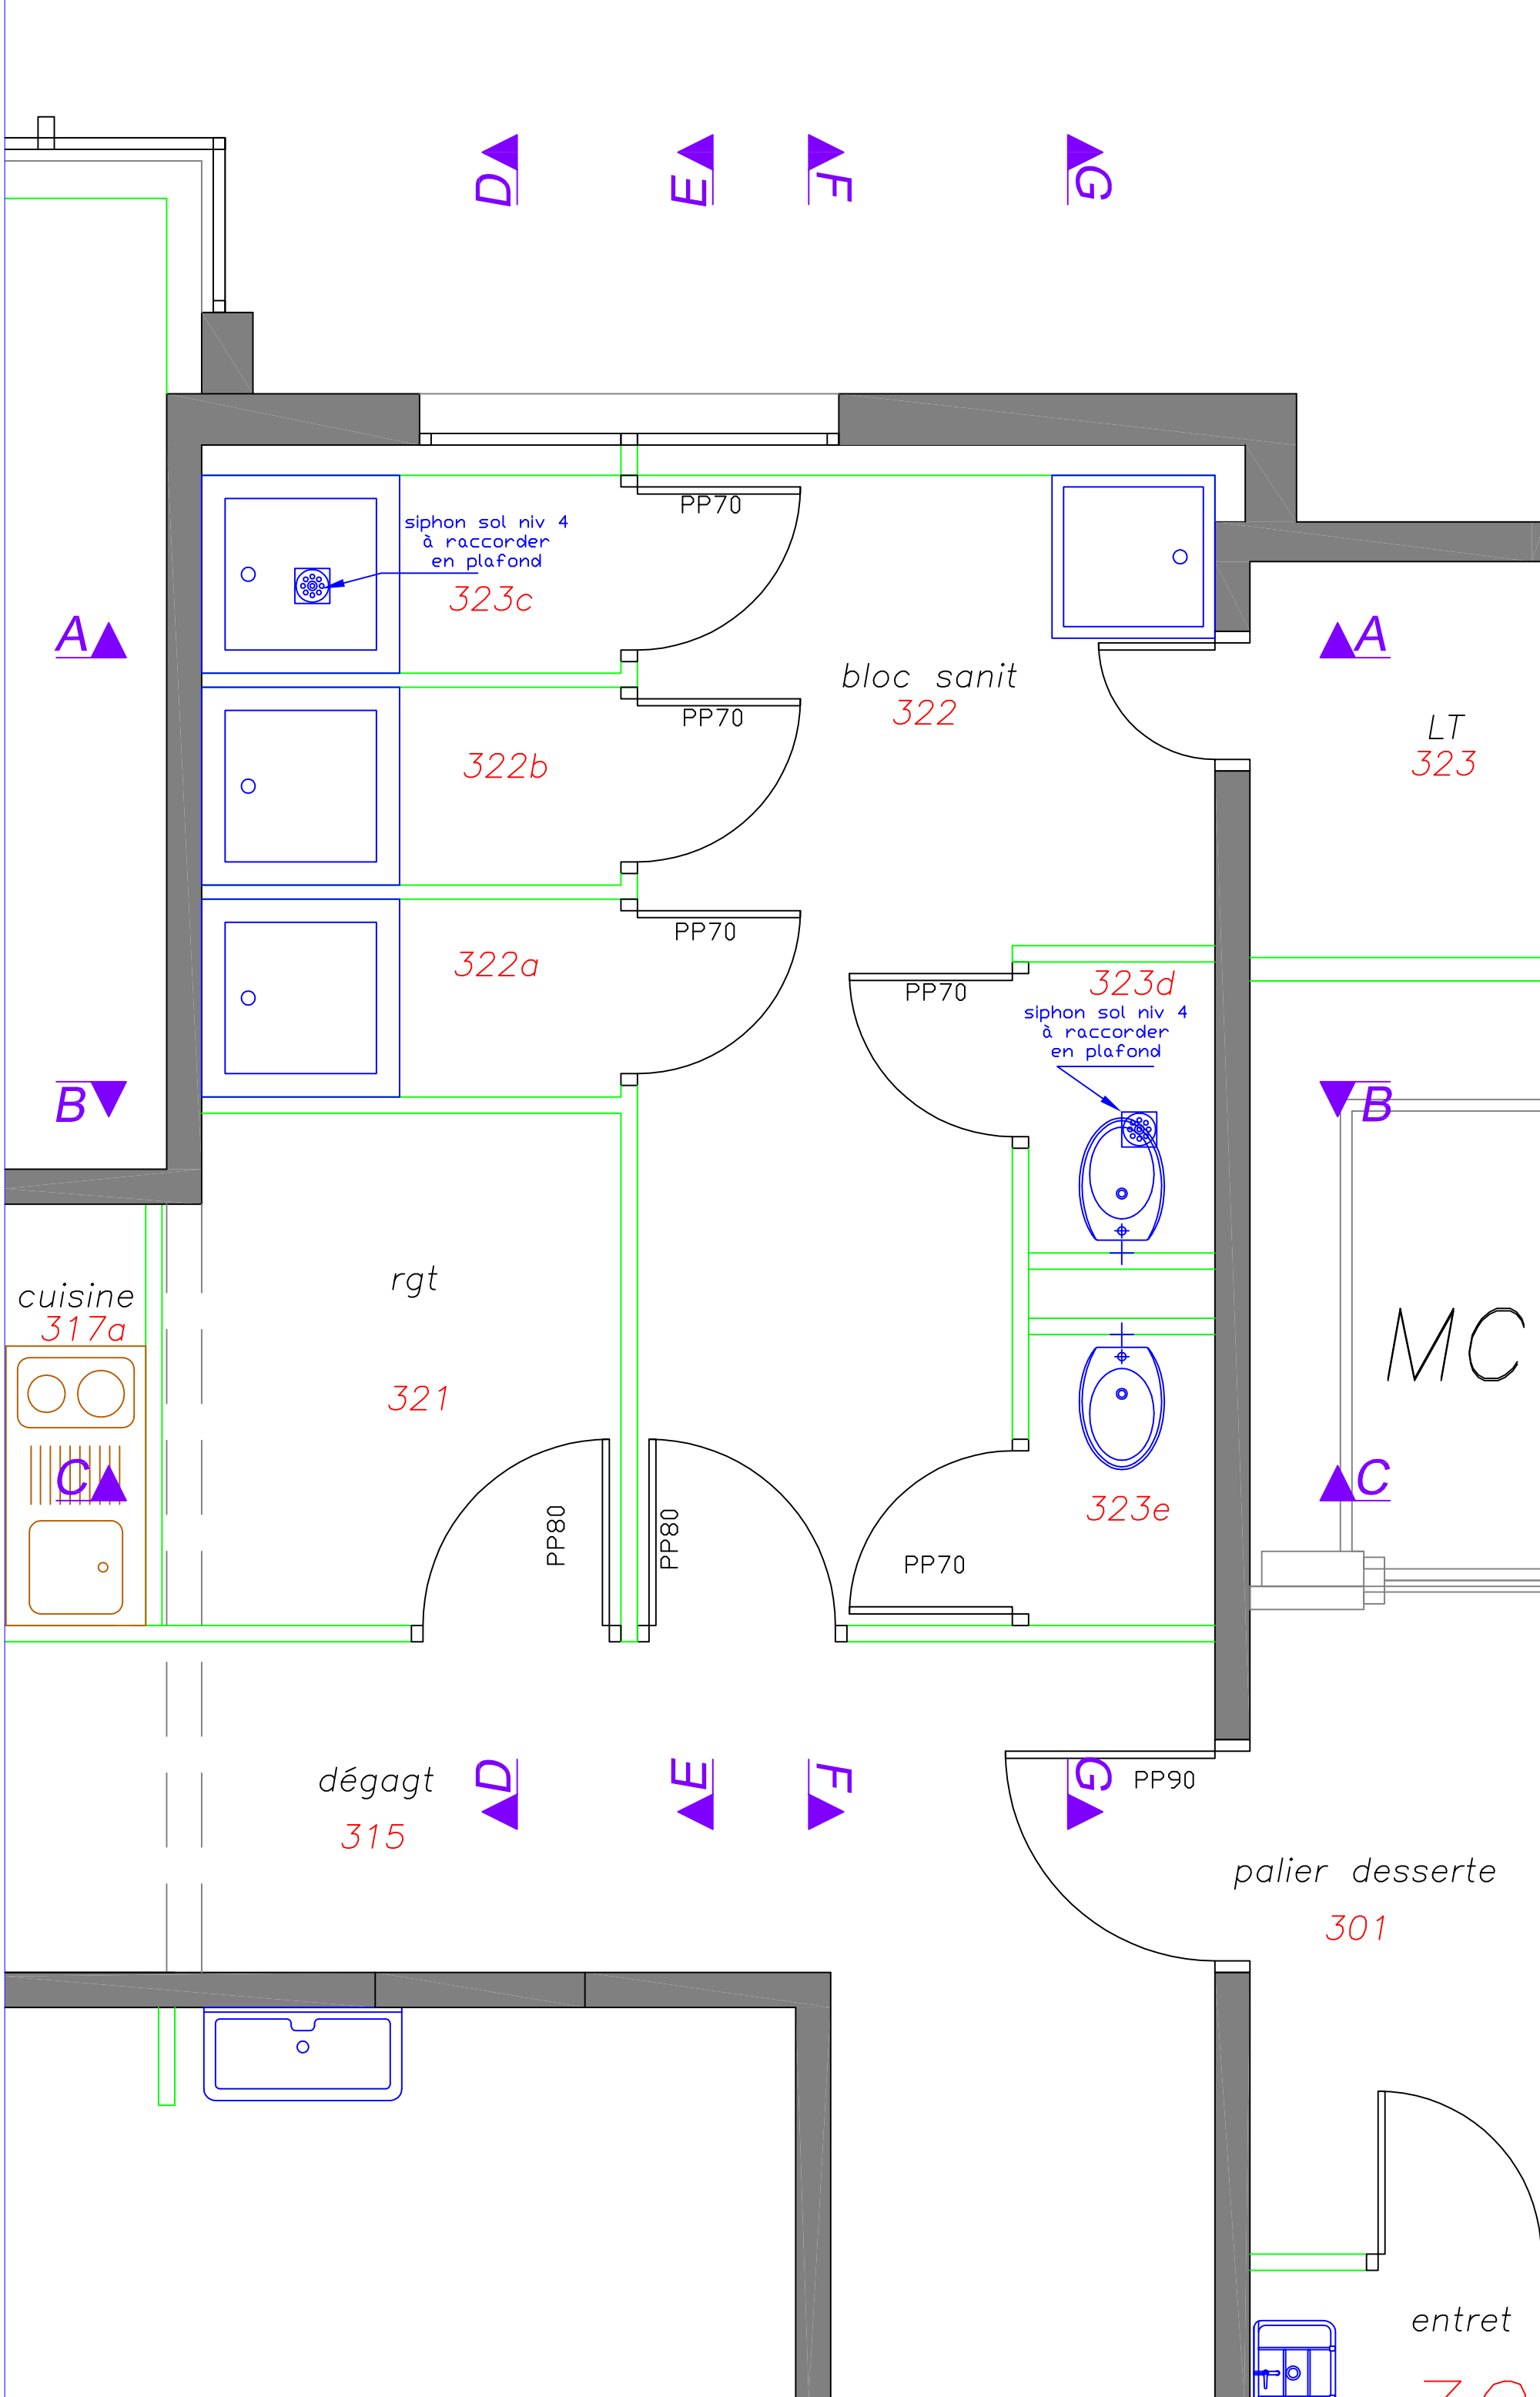 D
E
F
G
siphon sol niv 4
à raccorder
en plafond
323c
PP70
A
bloc sanit
322
A
LT
323
322b
PP70
322a
PP70
323d
PP70
siphon sol niv 4
à raccorder
en plafond
B
B
cuisine
317a
rgt
321
MC
C
C
PP80
PP80
323e
PP70
D
E
F
G
PP90
dégagt
315
palier desserte
301
entret